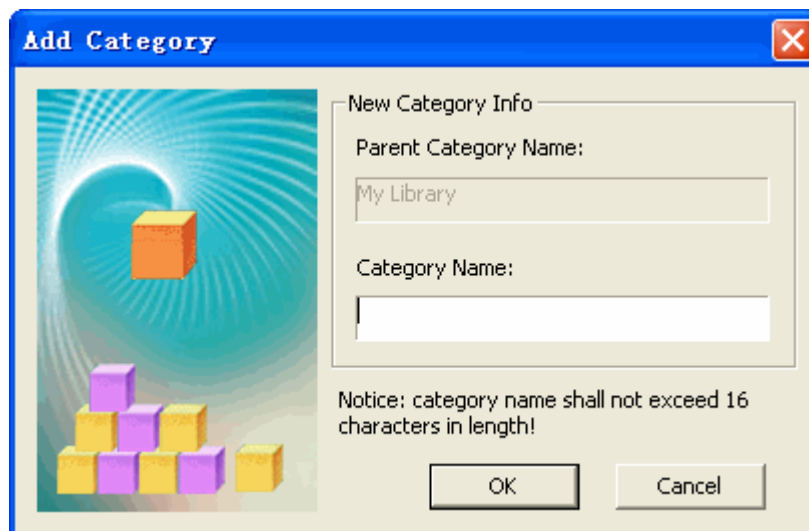 Add Category
New Category Info
Parent Category Name:
My Library
Category Name:
Notice: category name shall not exceed 16
characters in length!
OK
Cancel